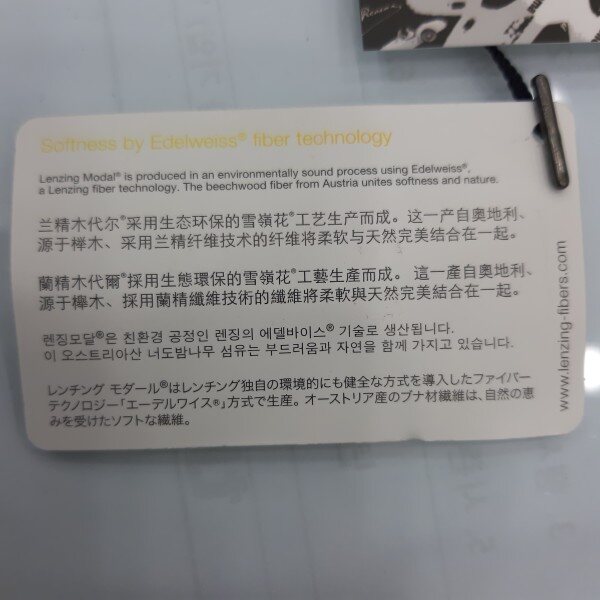 Softness by Edelweiss® fiber technology
Lenzing Modal® is produced in an environmentally sound process using Edelweiss®,
a Lenzing fiber technology. The beechwood fiber from Austria unites softness and nature.
兰精木代尔®采用生态环保的雪嶺花®工艺生产而成。这一产自奥地利、
源于榉木、采用兰精纤维技术的纤维将柔软与天然完美结合在一起。
蘭精木代爾®採用生態環保的雪嶺花®工藝生產而成。 這一產自奧地利、
源于櫸木、採用蘭精纖維技術的纖維將柔軟與天然完美結合在一起。
렌징모달®은 친환경 공정인 렌징의 에델바이스® 기술로 생산됩니다.
이 오스트리아산 너도밤나무 섬유는 부드러움과 자연을 함께 가지고 있습니다.
レンチング モダール®はレンチング独自の環境的にも健全な方式を導入したファイバー
テクノロジー「エーデルワイス®」方式で生産。オーストリア産のブナ材繊維は、自然の恵
みを受けたソフトな繊維。
www.lenzing-fibers.com